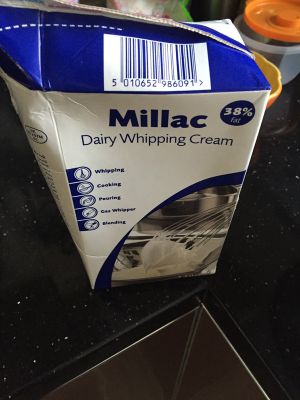 5 010652 986091 >
Millac
38%
fat
Dairy Whipping Cream
Whipping
Cooking
Pouring
Gas Whipper
Blending